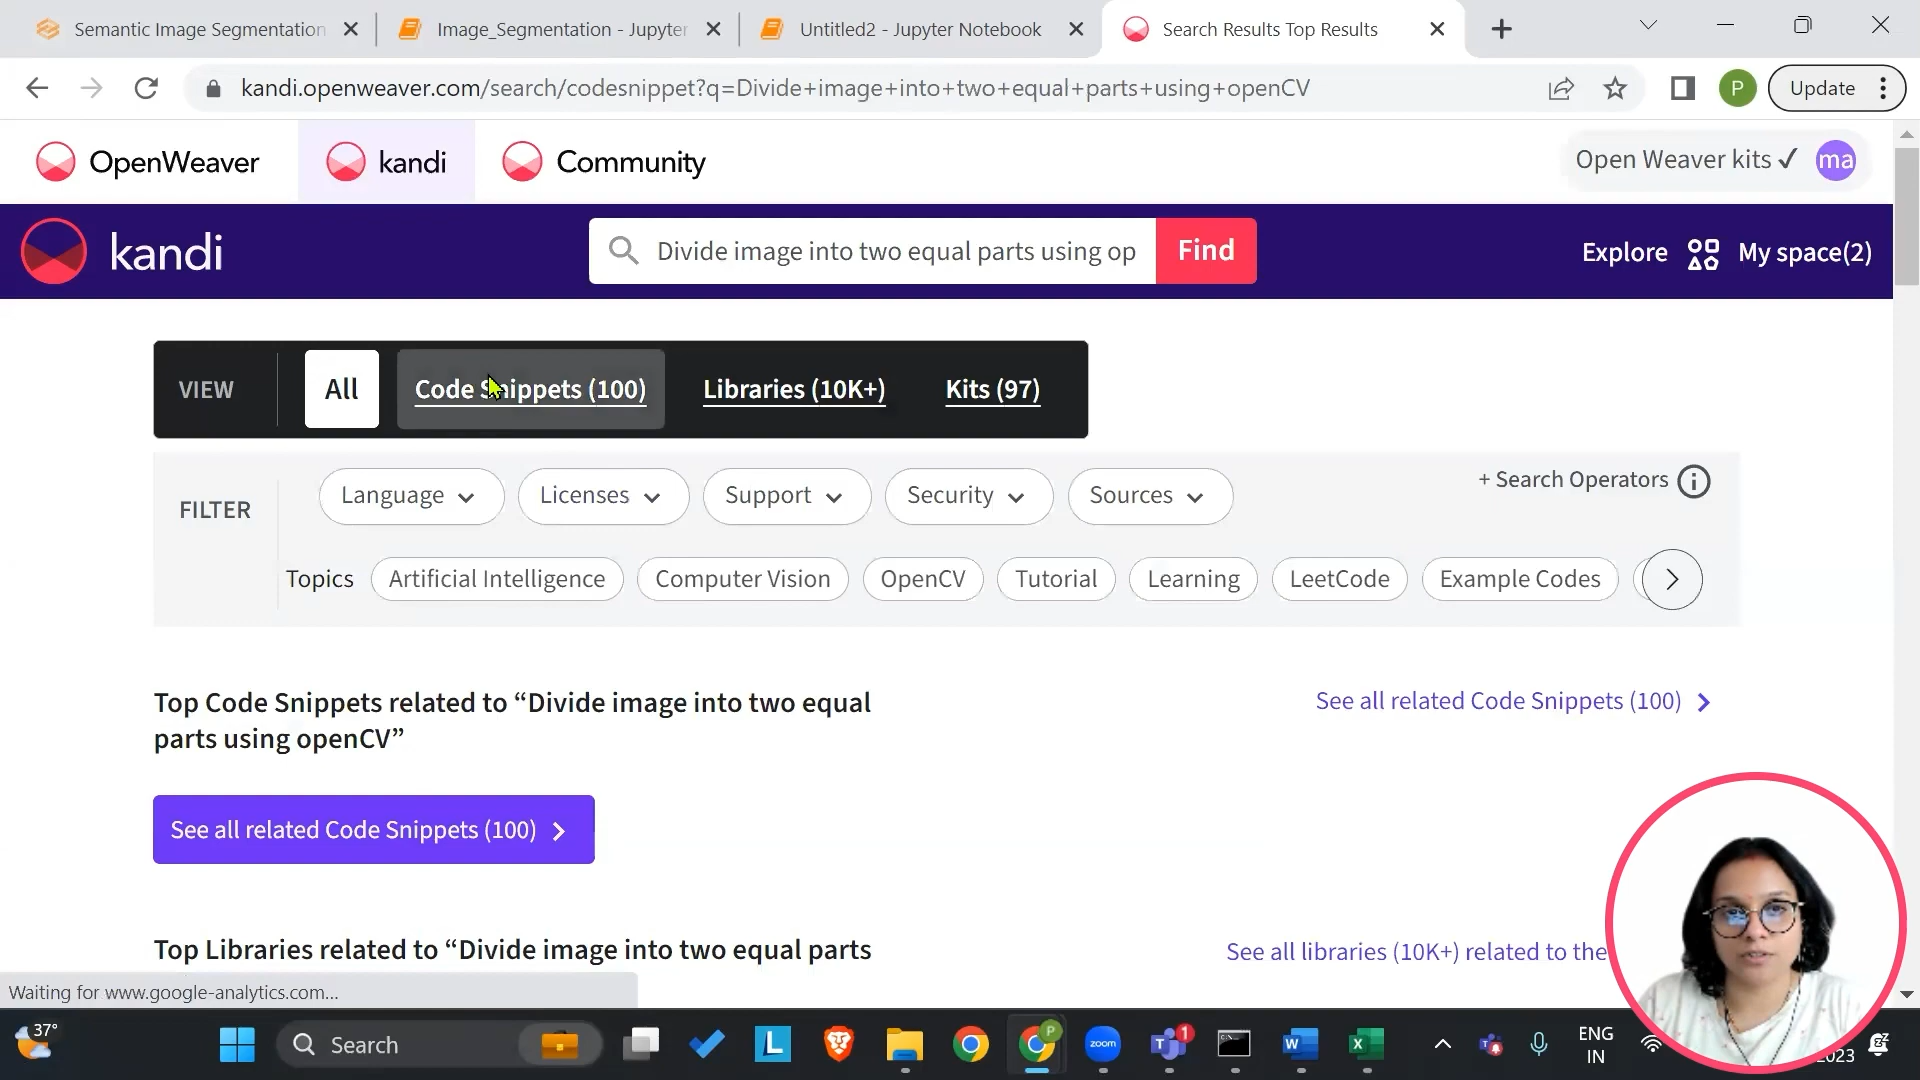 Semantic Image Segmentation
Image_Segmentation - Jupyter
Untitled2 - Jupyter Notebook
Search Results Top Results
kandi.openweaver.com/search/codesnippet?q=Divide+image+into+two+equal+parts+using+openCV
P
Update
OpenWeaver
kandi
Community
Open Weaver kits ✓
ma
kandi
Divide image into two equal parts using op
Find
Explore
My space(2)
VIEW
All
Code Snippets (100)
Libraries (10K+)
Kits (97)
FILTER
Language
Licenses
Support
Security
Sources
+ Search Operators
Topics
Artificial Intelligence
Computer Vision
OpenCV
Tutorial
Learning
LeetCode
Example Codes
Top Code Snippets related to “Divide image into two equal
parts using openCV”
See all related Code Snippets (100)
See all related Code Snippets (100)
Top Libraries related to “Divide image into two equal parts
See all libraries (10K+) related to the
Waiting for www.google-analytics.com...
37°
Search
L
P
zoom
T
1
W
X
ENG
IN
2023